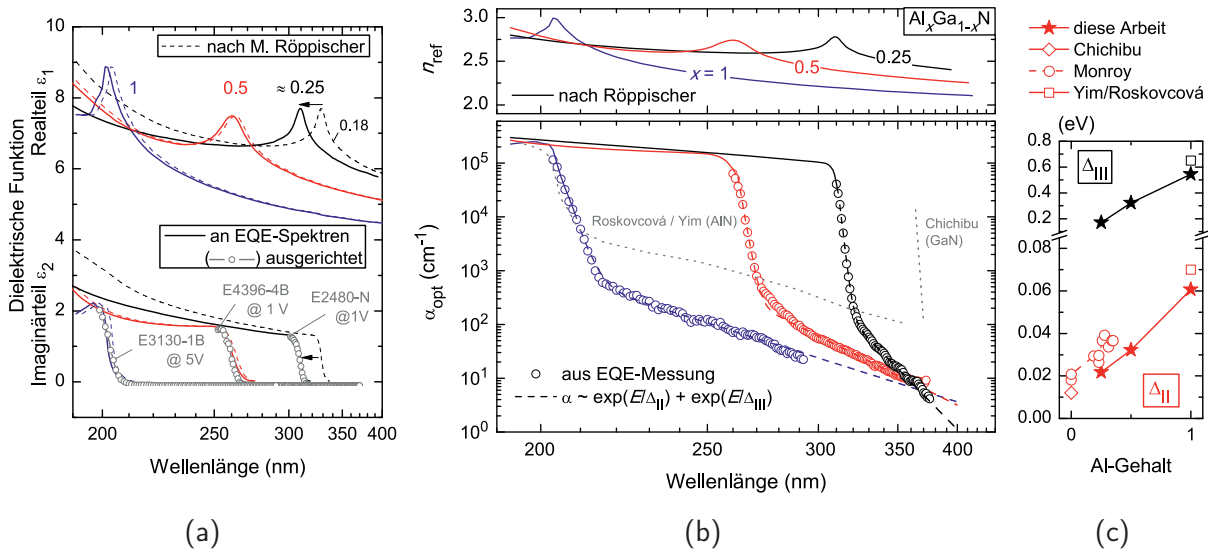 10
8
6
4
2
0
200
250
300
350
400
Wellenlänge (nm)
Dielektrische Funktion
Imaginärteil ε2 Realteil ε1
nach M. Röppischer
1
0.5
≈ 0.25
0.18
an EQE-Spektren
(—○—) ausgerichtet
E4396-4B
@ 1 V
E2480-N
@1V
E3130-1B
@ 5V
(a)
3.0
2.5
2.0
n_ref
AlxGa1-xN
x = 1
0.5
0.25
nach Röppischer
10^5
10^4
10^3
10^2
10^1
10^0
α_opt (cm^-1)
Roskovcová / Yim (AlN)
Chichibu
(GaN)
aus EQE-Messung
α ~ exp(E/Δ_II) + exp(E/Δ_III)
200
250
300
350
400
Wellenlänge (nm)
(b)
diese Arbeit
Chichibu
Monroy
Yim/Roskovcová
(eV)
0.8
0.6
0.4
0.2
0.08
0.06
0.04
0.02
0.00
Δ_III
Δ_II
0
1
Al-Gehalt
(c)